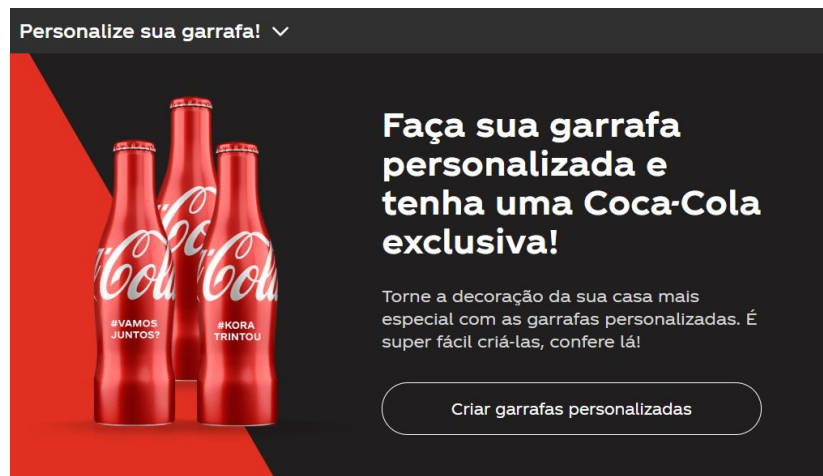 Personalize sua garrafa!
Faça sua garrafa
personalizada e
tenha uma Coca-Cola
exclusiva!
Torne a decoração da sua casa mais
especial com as garrafas personalizadas. É
super fácil criá-las, confere lá!
Criar garrafas personalizadas
Cola
#VAMOS
JUNTOS?
Cola
#KORA
TRINTOU